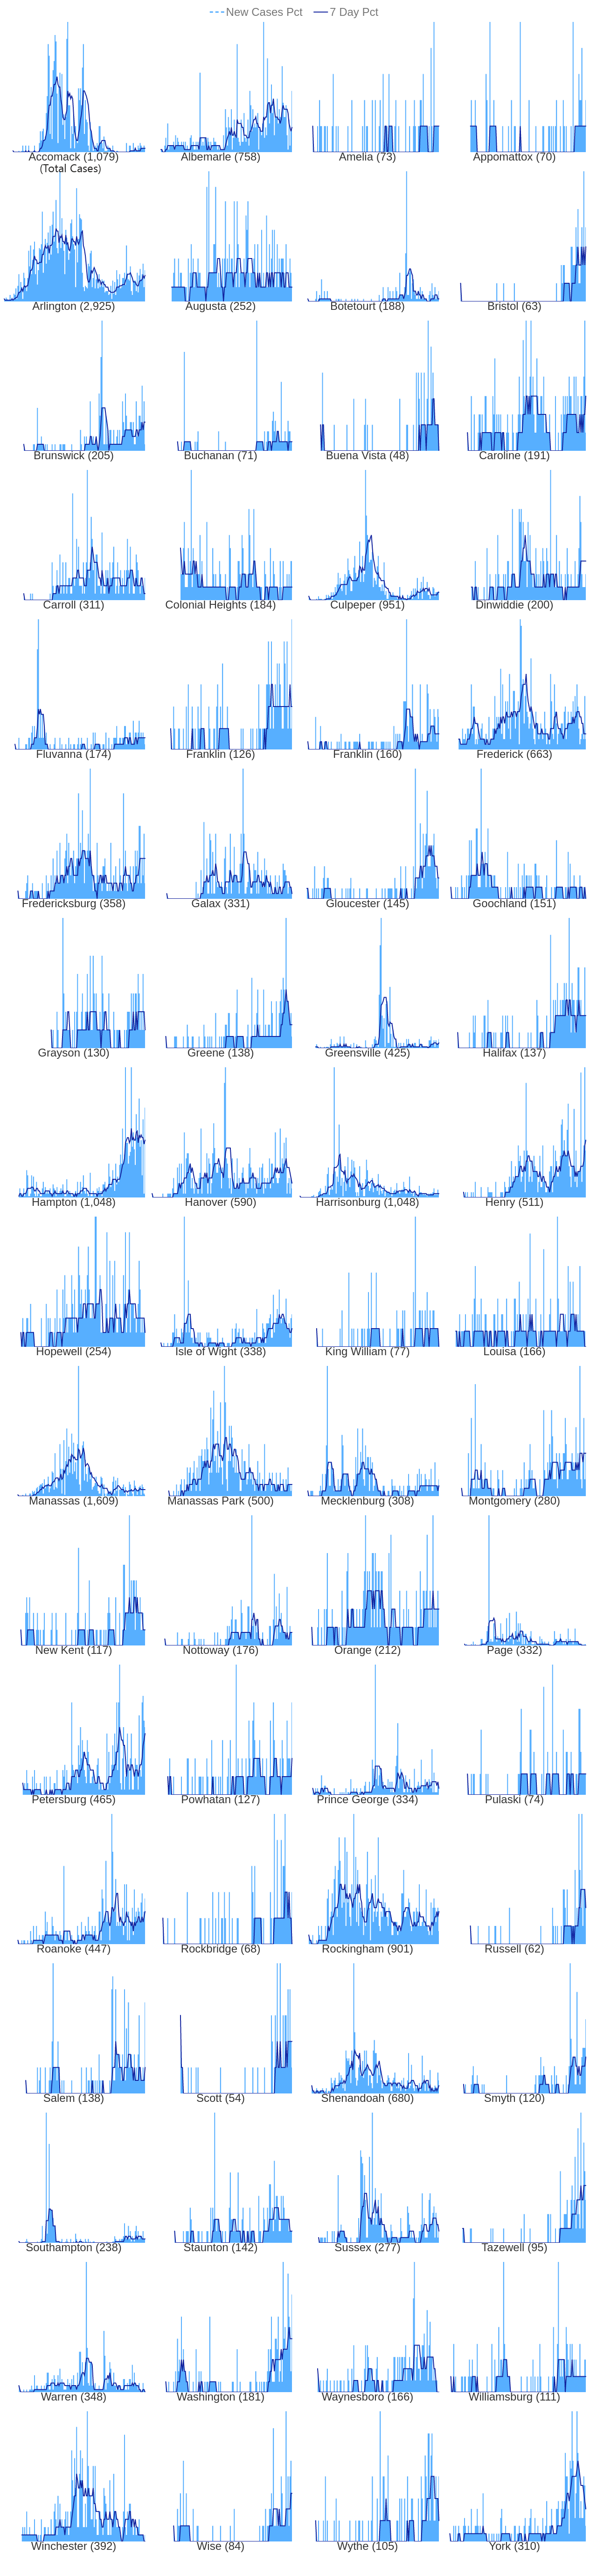 New Cases Pct 7 Day Pct
Accomack (1,079) Albemarle (758) Amelia (73) Appomattox (70)
(Total Cases)
Arlington (2,925) Augusta (252) Botetourt (188) Bristol (63)
Brunswick (205) Buchanan (71) Buena Vista (48) Caroline (191)
Carroll (311) Colonial Heights (184) Culpeper (951) Dinwiddie (200)
Fluvanna (174) Franklin (126) Franklin (160) Frederick (663)
Fredericksburg (358) Galax (331) Gloucester (145) Goochland (151)
Grayson (130) Greene (138) Greensville (425) Halifax (137)
Hampton (1,048) Hanover (590) Harrisonburg (1,048) Henry (511)
Hopewell (254) Isle of Wight (338) King William (77) Louisa (166)
Manassas (1,609) Manassas Park (500) Mecklenburg (308) Montgomery (280)
New Kent (117) Nottoway (176) Orange (212) Page (332)
Petersburg (465) Powhatan (127) Prince George (334) Pulaski (74)
Roanoke (447) Rockbridge (68) Rockingham (901) Russell (62)
Salem (138) Scott (54) Shenandoah (680) Smyth (120)
Southampton (238) Staunton (142) Sussex (277) Tazewell (95)
Warren (348) Washington (181) Waynesboro (166) Williamsburg (111)
Winchester (392) Wise (84) Wythe (105) York (310)